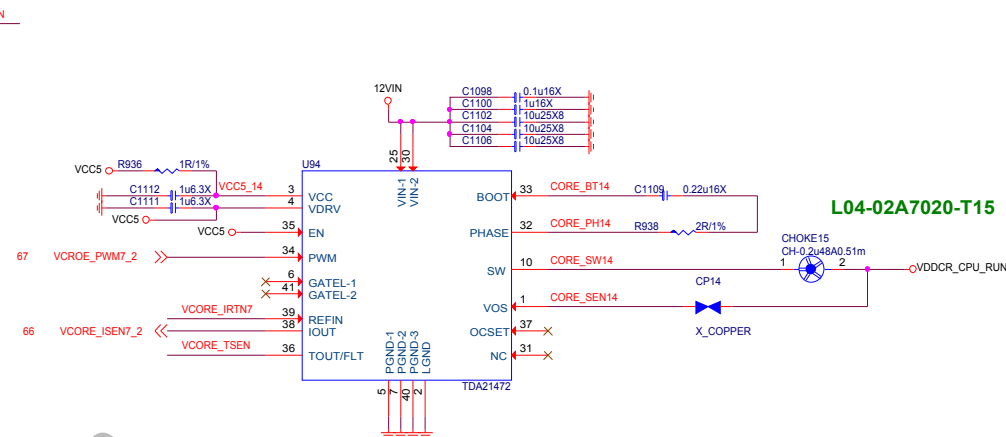 N
12VIN
C1098 0.1u16X
C1100 1u16X
C1102 10u25X8
C1104 10u25X8
C1106 10u25X8
25
30
VCC5 R936 1R/1%
U94
VCC5_14
C1112 1u6.3X
C1111 1u6.3X
VCC5
VCC5
3 VCC
4 VDRV
35 EN
67 VCROE_PWM7_2 34 PWM
6 GATEL-1
41 GATEL-2
VCORE_IRTN7 39 REFIN
66 VCORE_ISEN7_2 38 IOUT
VCORE_TSEN 36 TOUT/FLT
VIN-1
VIN-2
BOOT 33 CORE_BT14 C1109 0.22u16X
PHASE 32 CORE_PH14 R938 2R/1%
L04-02A7020-T15
CHOKE15
CH-0.2u48A0.51m
SW 10 CORE_SW14 1 2 VDDCR_CPU_RUN
VOS 1 CORE_SEN14 CP14
X_COPPER
OCSET 37
NC 31
PGND-1
PGND-2
PGND-3
LGND
TDA21472
5
7
40
2